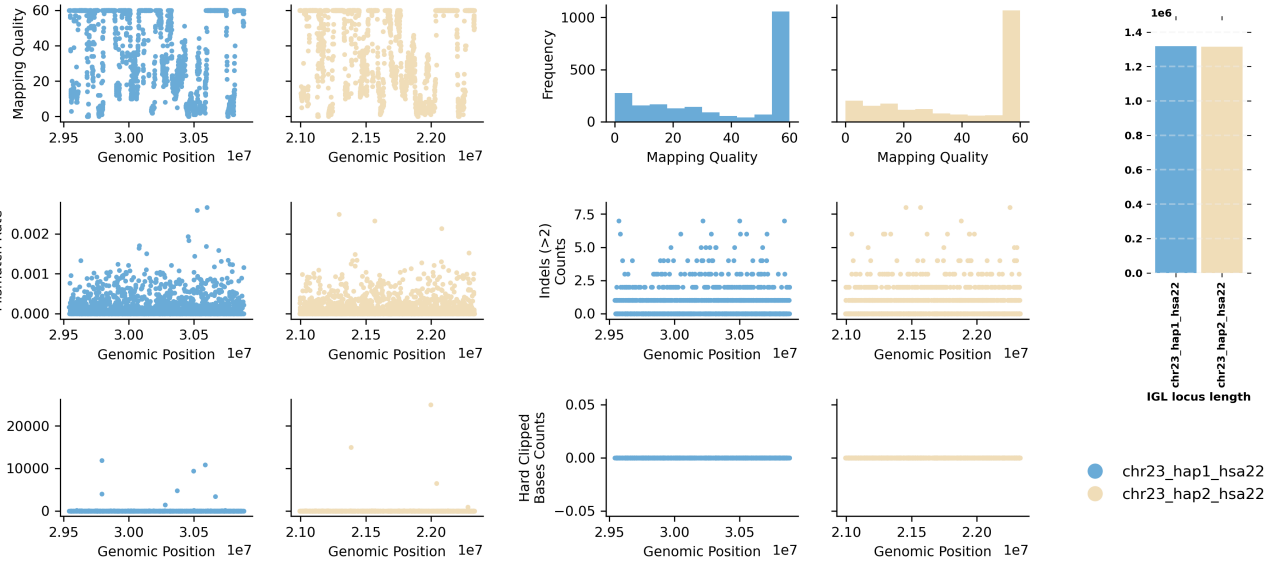 Mapping Quality
60
40
20
0
2.95
3.00
3.05
Genomic Position 1e7
2.10
2.15
2.20
Genomic Position 1e7
Frequency
1000
500
0
0
20
40
60
Mapping Quality
0
20
40
60
Mapping Quality
1e6
1.4
1.2
1.0
0.8
0.6
0.4
0.2
0.0
chr23_hap1_hsa22
chr23_hap2_hsa22
IGL locus length
0.002
0.001
0.000
2.95
3.00
3.05
Genomic Position 1e7
2.10
2.15
2.20
Genomic Position 1e7
Indels (>2)
Counts
7.5
5.0
2.5
0.0
2.95
3.00
3.05
Genomic Position 1e7
2.10
2.15
2.20
Genomic Position 1e7
20000
10000
0
2.95
3.00
3.05
Genomic Position 1e7
2.10
2.15
2.20
Genomic Position 1e7
Hard Clipped
Bases Counts
0.05
0.00
−0.05
2.95
3.00
3.05
Genomic Position 1e7
2.10
2.15
2.20
Genomic Position 1e7
chr23_hap1_hsa22
chr23_hap2_hsa22